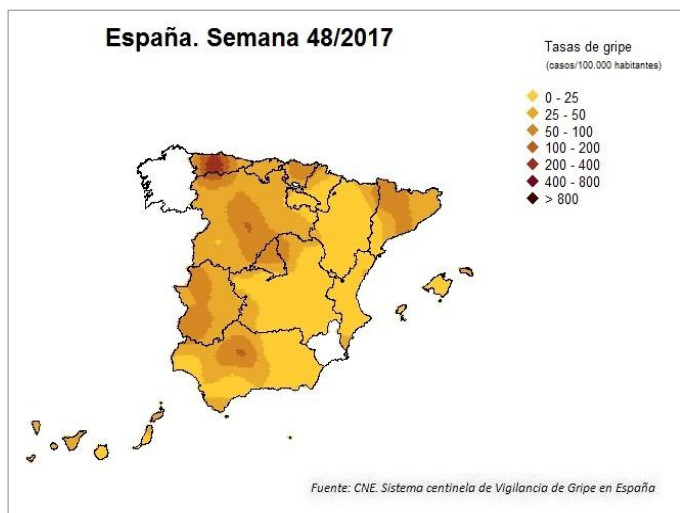 España. Semana 48/2017
Tasas de gripe
(casos/100.000 habitantes)
0 - 25
25 - 50
50 - 100
100 - 200
200 - 400
400 - 800
> 800
Fuente: CNE. Sistema centinela de Vigilancia de Gripe en España